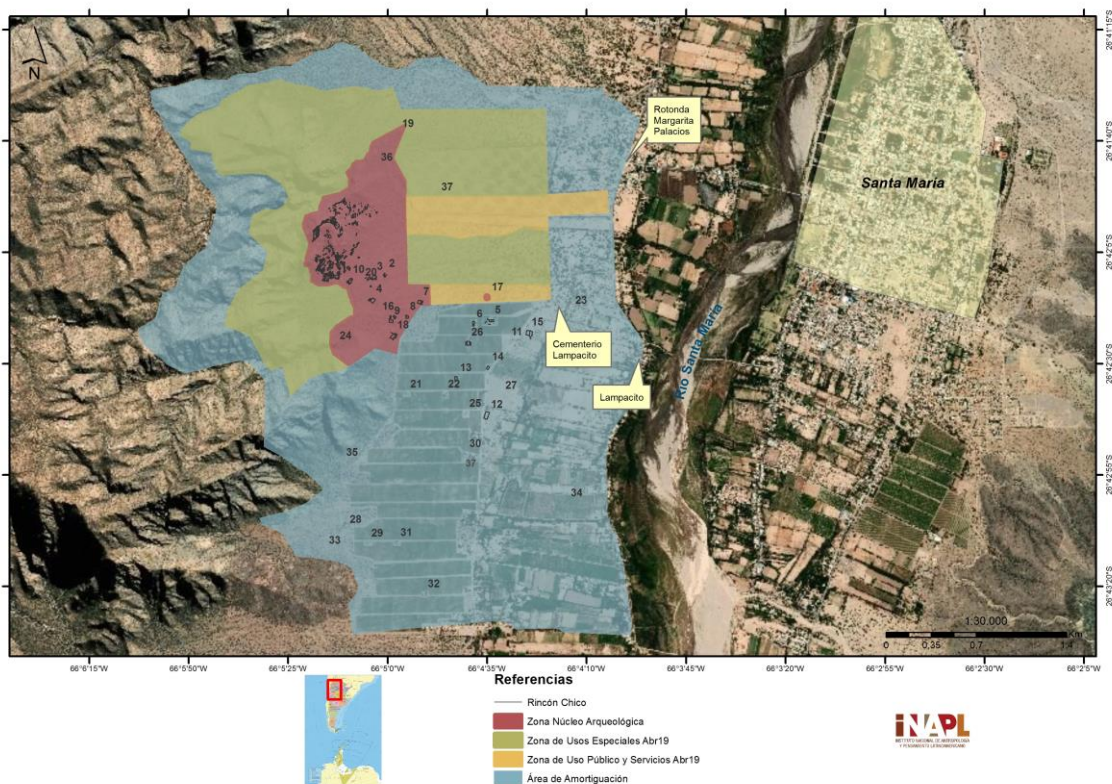 26°41'15"S
N
19
Rotonda
Margarita
Palacios
26°41'40"S
36
37
Santa María
26°42'5"S
10
20
3
2
4
7
17
23
16
9
8
18
6
5
26
11
15
24
Cementerio
Lampacito
Río Santa María
26°42'30"S
14
13
21
22
27
Lampacito
25
12
30
37
35
26°42'55"S
34
28
29
31
33
32
26°43'20"S
1:30.000
0 0,35 0,7 1,4
Km
66°6'15"W 66°5'50"W 66°5'25"W 66°5'0"W 66°4'35"W 66°4'10"W 66°3'45"W 66°3'20"W 66°2'55"W 66°2'30"W 66°2'5"W
Referencias
Rincón Chico
Zona Núcleo Arqueológica
Zona de Usos Especiales Abr19
Zona de Uso Público y Servicios Abr19
Área de Amortiguación
iNAPL
INSTITUTO NACIONAL DE ANTROPOLOGÍA
Y PENSAMIENTO LATINOAMERICANO